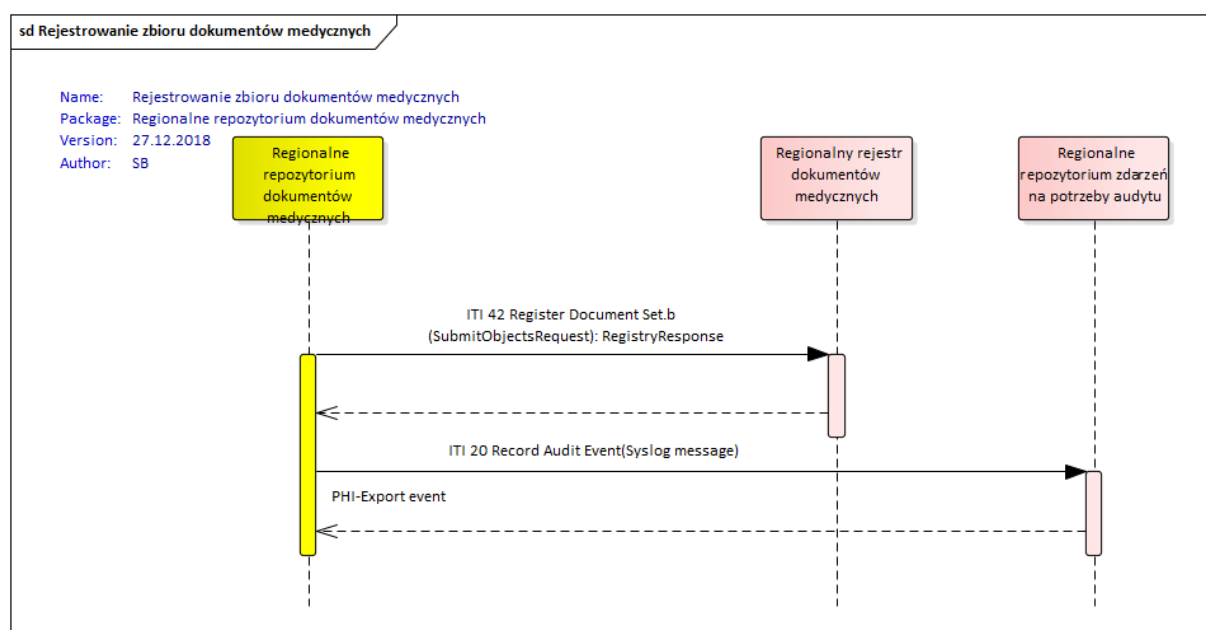 sd Rejestrowanie zbioru dokumentów medycznych
Name: Rejestrowanie zbioru dokumentów medycznych
Package: Regionalne repozytorium dokumentów medycznych
Version: 27.12.2018
Author: SB
Regionalne
repozytorium
dokumentów
medycznych
Regionalny rejestr
dokumentów
medycznych
Regionalne
repozytorium zdarzeń
na potrzeby audytu
ITI 42 Register Document Set.b
(SubmitObjectsRequest): RegistryResponse
ITI 20 Record Audit Event(Syslog message)
PHI-Export event